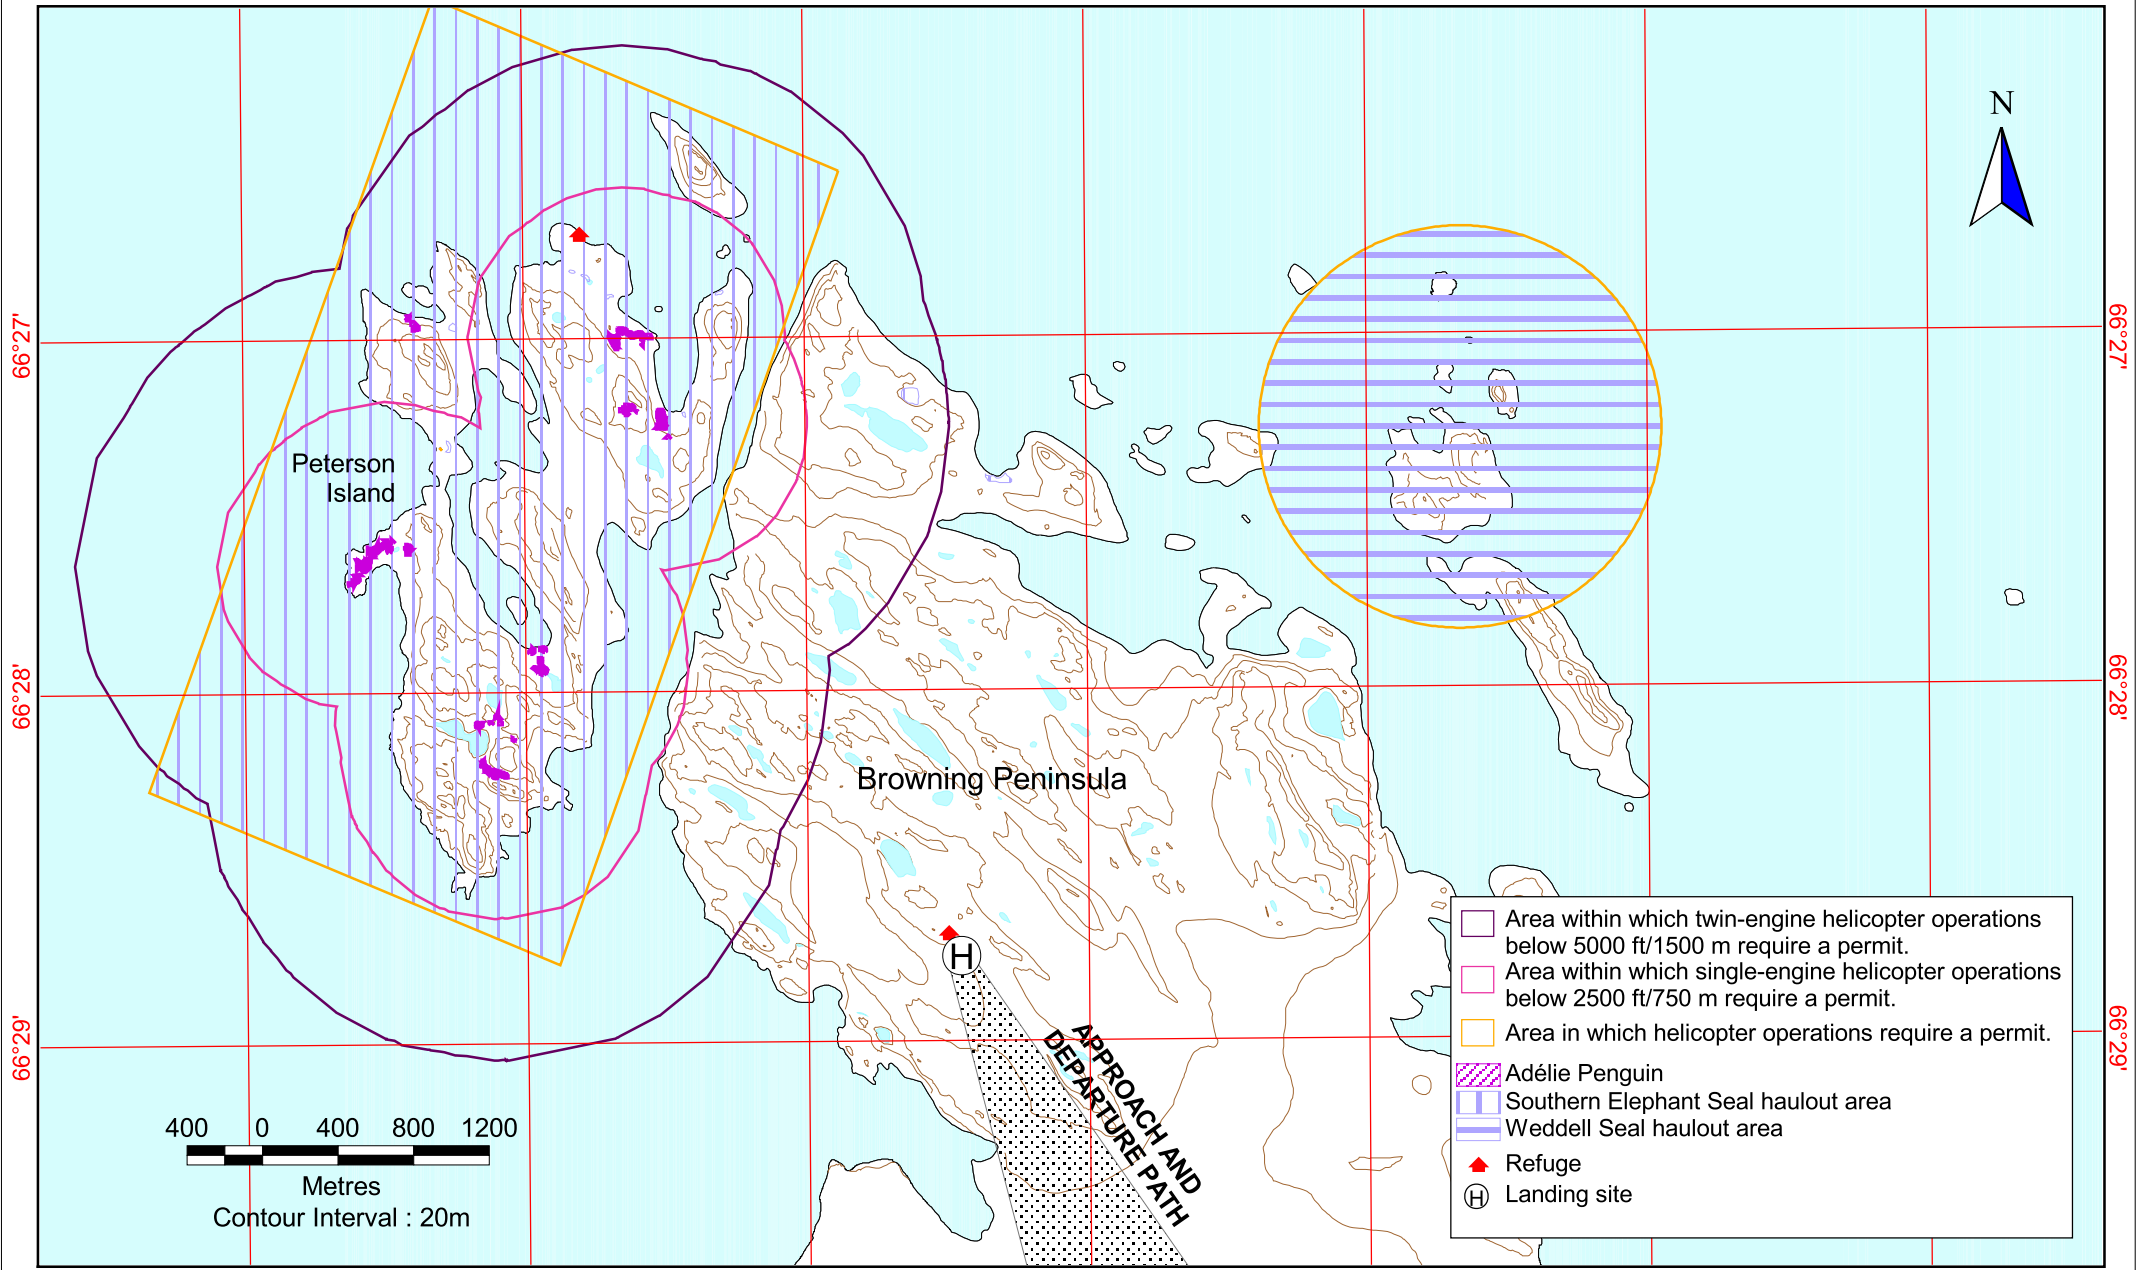 N
66°27'
66°27'
Peterson
Island
66°28'
66°28'
Browning Peninsula
H
66°29'
66°29'
APPROACH AND
DEPARTURE PATH
400 0 400 800 1200
Metres
Contour Interval : 20m
Area within which twin-engine helicopter operations
below 5000 ft/1500 m require a permit.
Area within which single-engine helicopter operations
below 2500 ft/750 m require a permit.
Area in which helicopter operations require a permit.
Adélie Penguin
Southern Elephant Seal haulout area
Weddell Seal haulout area
Refuge
H Landing site